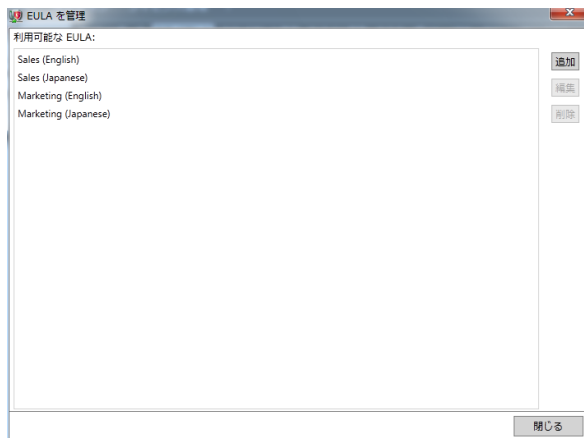 EULA を管理
利用可能な EULA:
Sales (English)
Sales (Japanese)
Marketing (English)
Marketing (Japanese)
追加
編集
削除
閉じる